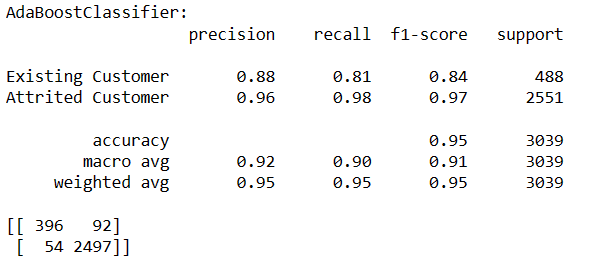 AdaBoostClassifier:
precision recall f1-score support
Existing Customer 0.88 0.81 0.84 488
Attrited Customer 0.96 0.98 0.97 2551
accuracy 0.95 3039
macro avg 0.92 0.90 0.91 3039
weighted avg 0.95 0.95 0.95 3039
[[ 396 92]
[ 54 2497]]